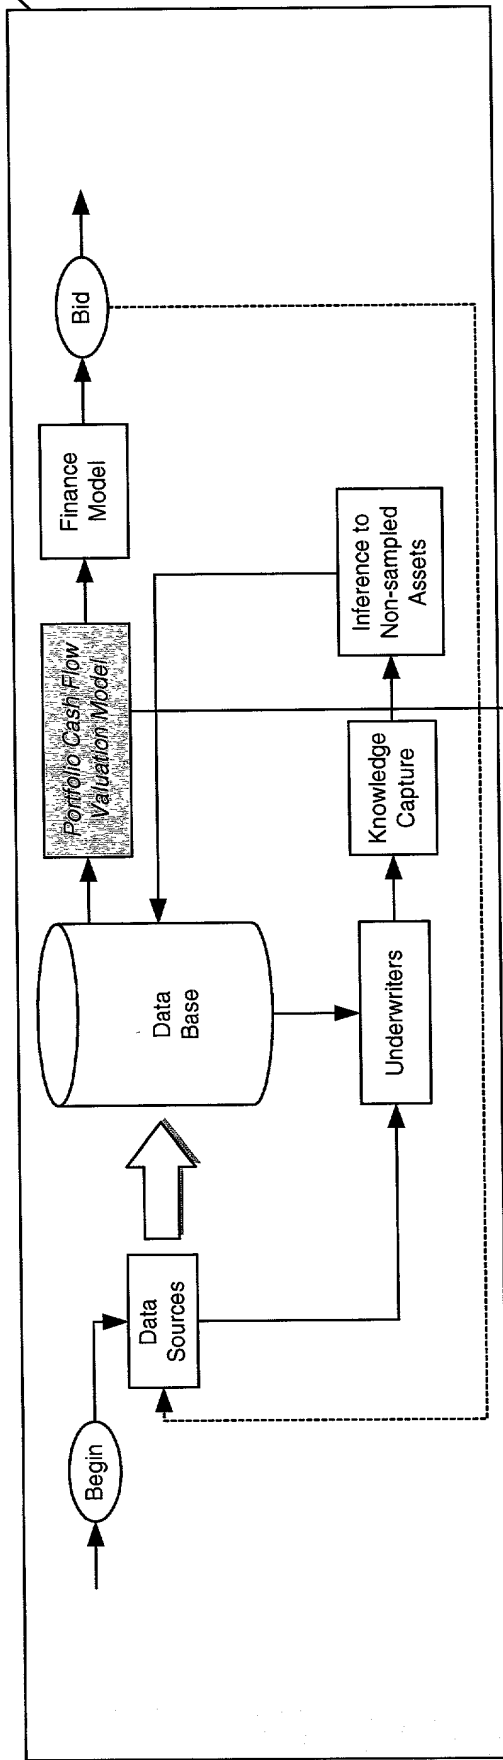 Begin
Data
Sources
Data
Base
Portfolio Cash Flow
Valuation Model
Finance
Model
Bid
Underwriters
Knowledge
Capture
Inference to
Non-sampled
Assets